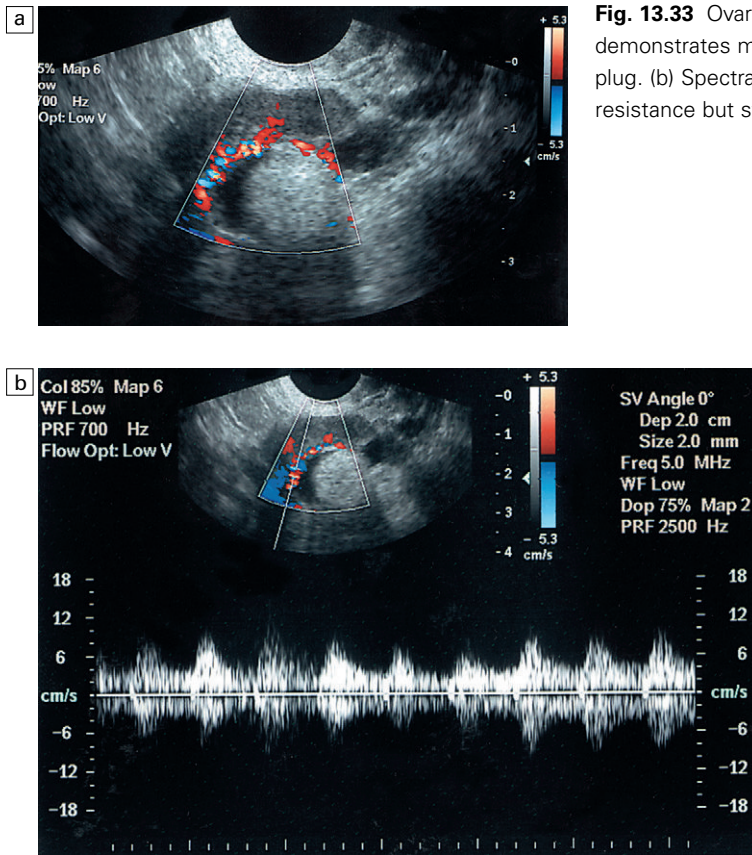 a
Fig. 13.33 Ovar
demonstrates m
plug. (b) Spectra
resistance but s
5% Map 6
ow
700 Hz
Opt: Low V
+ 5.3
- 5.3
cm/s
-0
-1
-2
-3
b
Col 85% Map 6
WF Low
PRF 700 Hz
Flow Opt: Low V
-0
-1
-2
-3
-4
+ 5.3
- 5.3
cm/s
SV Angle 0°
Dep 2.0 cm
Size 2.0 mm
Freq 5.0 MHz
WF Low
Dop 75% Map 2
PRF 2500 Hz
18
12
6
cm/s
-6
-12
-18
18
12
6
cm/s
-6
-12
-18